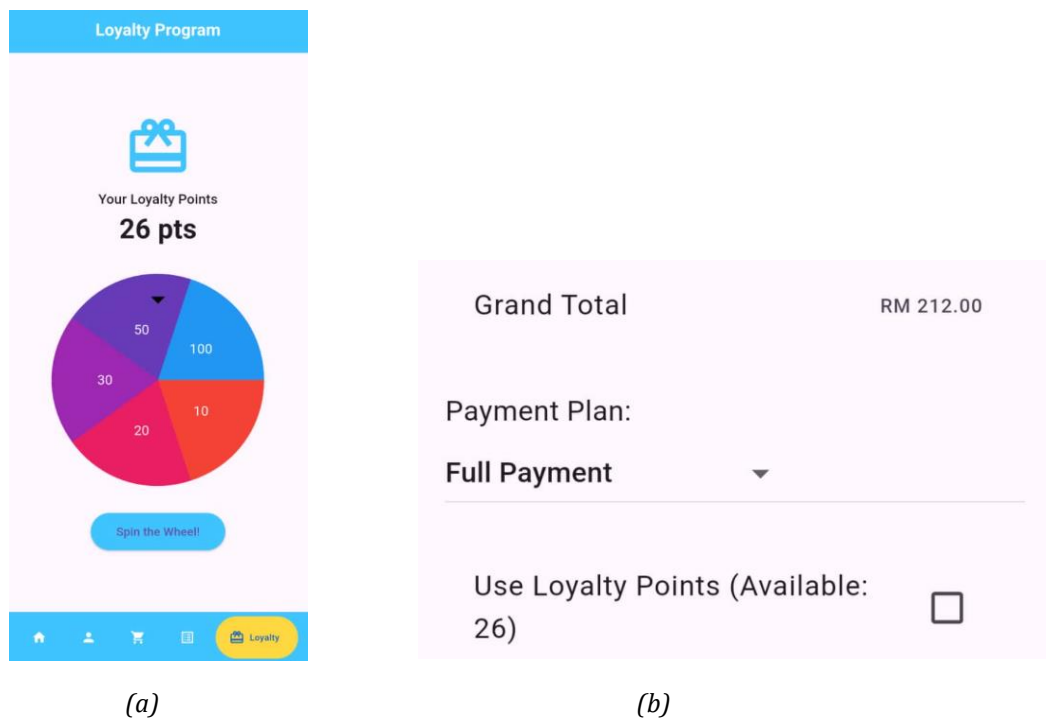 Loyalty Program
Your Loyalty Points
26 pts
50
100
30
10
20
Spin the Wheel!
Loyalty
(a)
Grand Total RM 212.00
Payment Plan:
Full Payment
Use Loyalty Points (Available:
26)
(b)